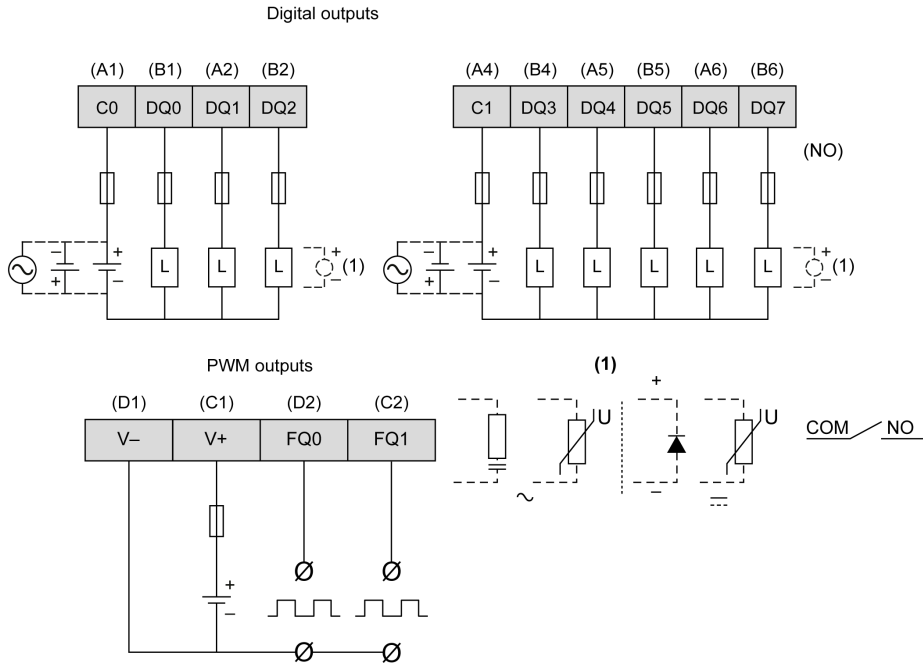 Digital outputs
(A1) (B1) (A2) (B2)
C0 DQ0 DQ1 DQ2
(A4) (B4) (A5) (B5) (A6) (B6)
C1 DQ3 DQ4 DQ5 DQ6 DQ7
(NO)
– + +
L L L (1)
+ – –
– + +
L L L L L (1)
+ – –
PWM outputs
(D1) (C1) (D2) (C2)
V– V+ FQ0 FQ1
+
–
(1)
U + U
–
COM NO